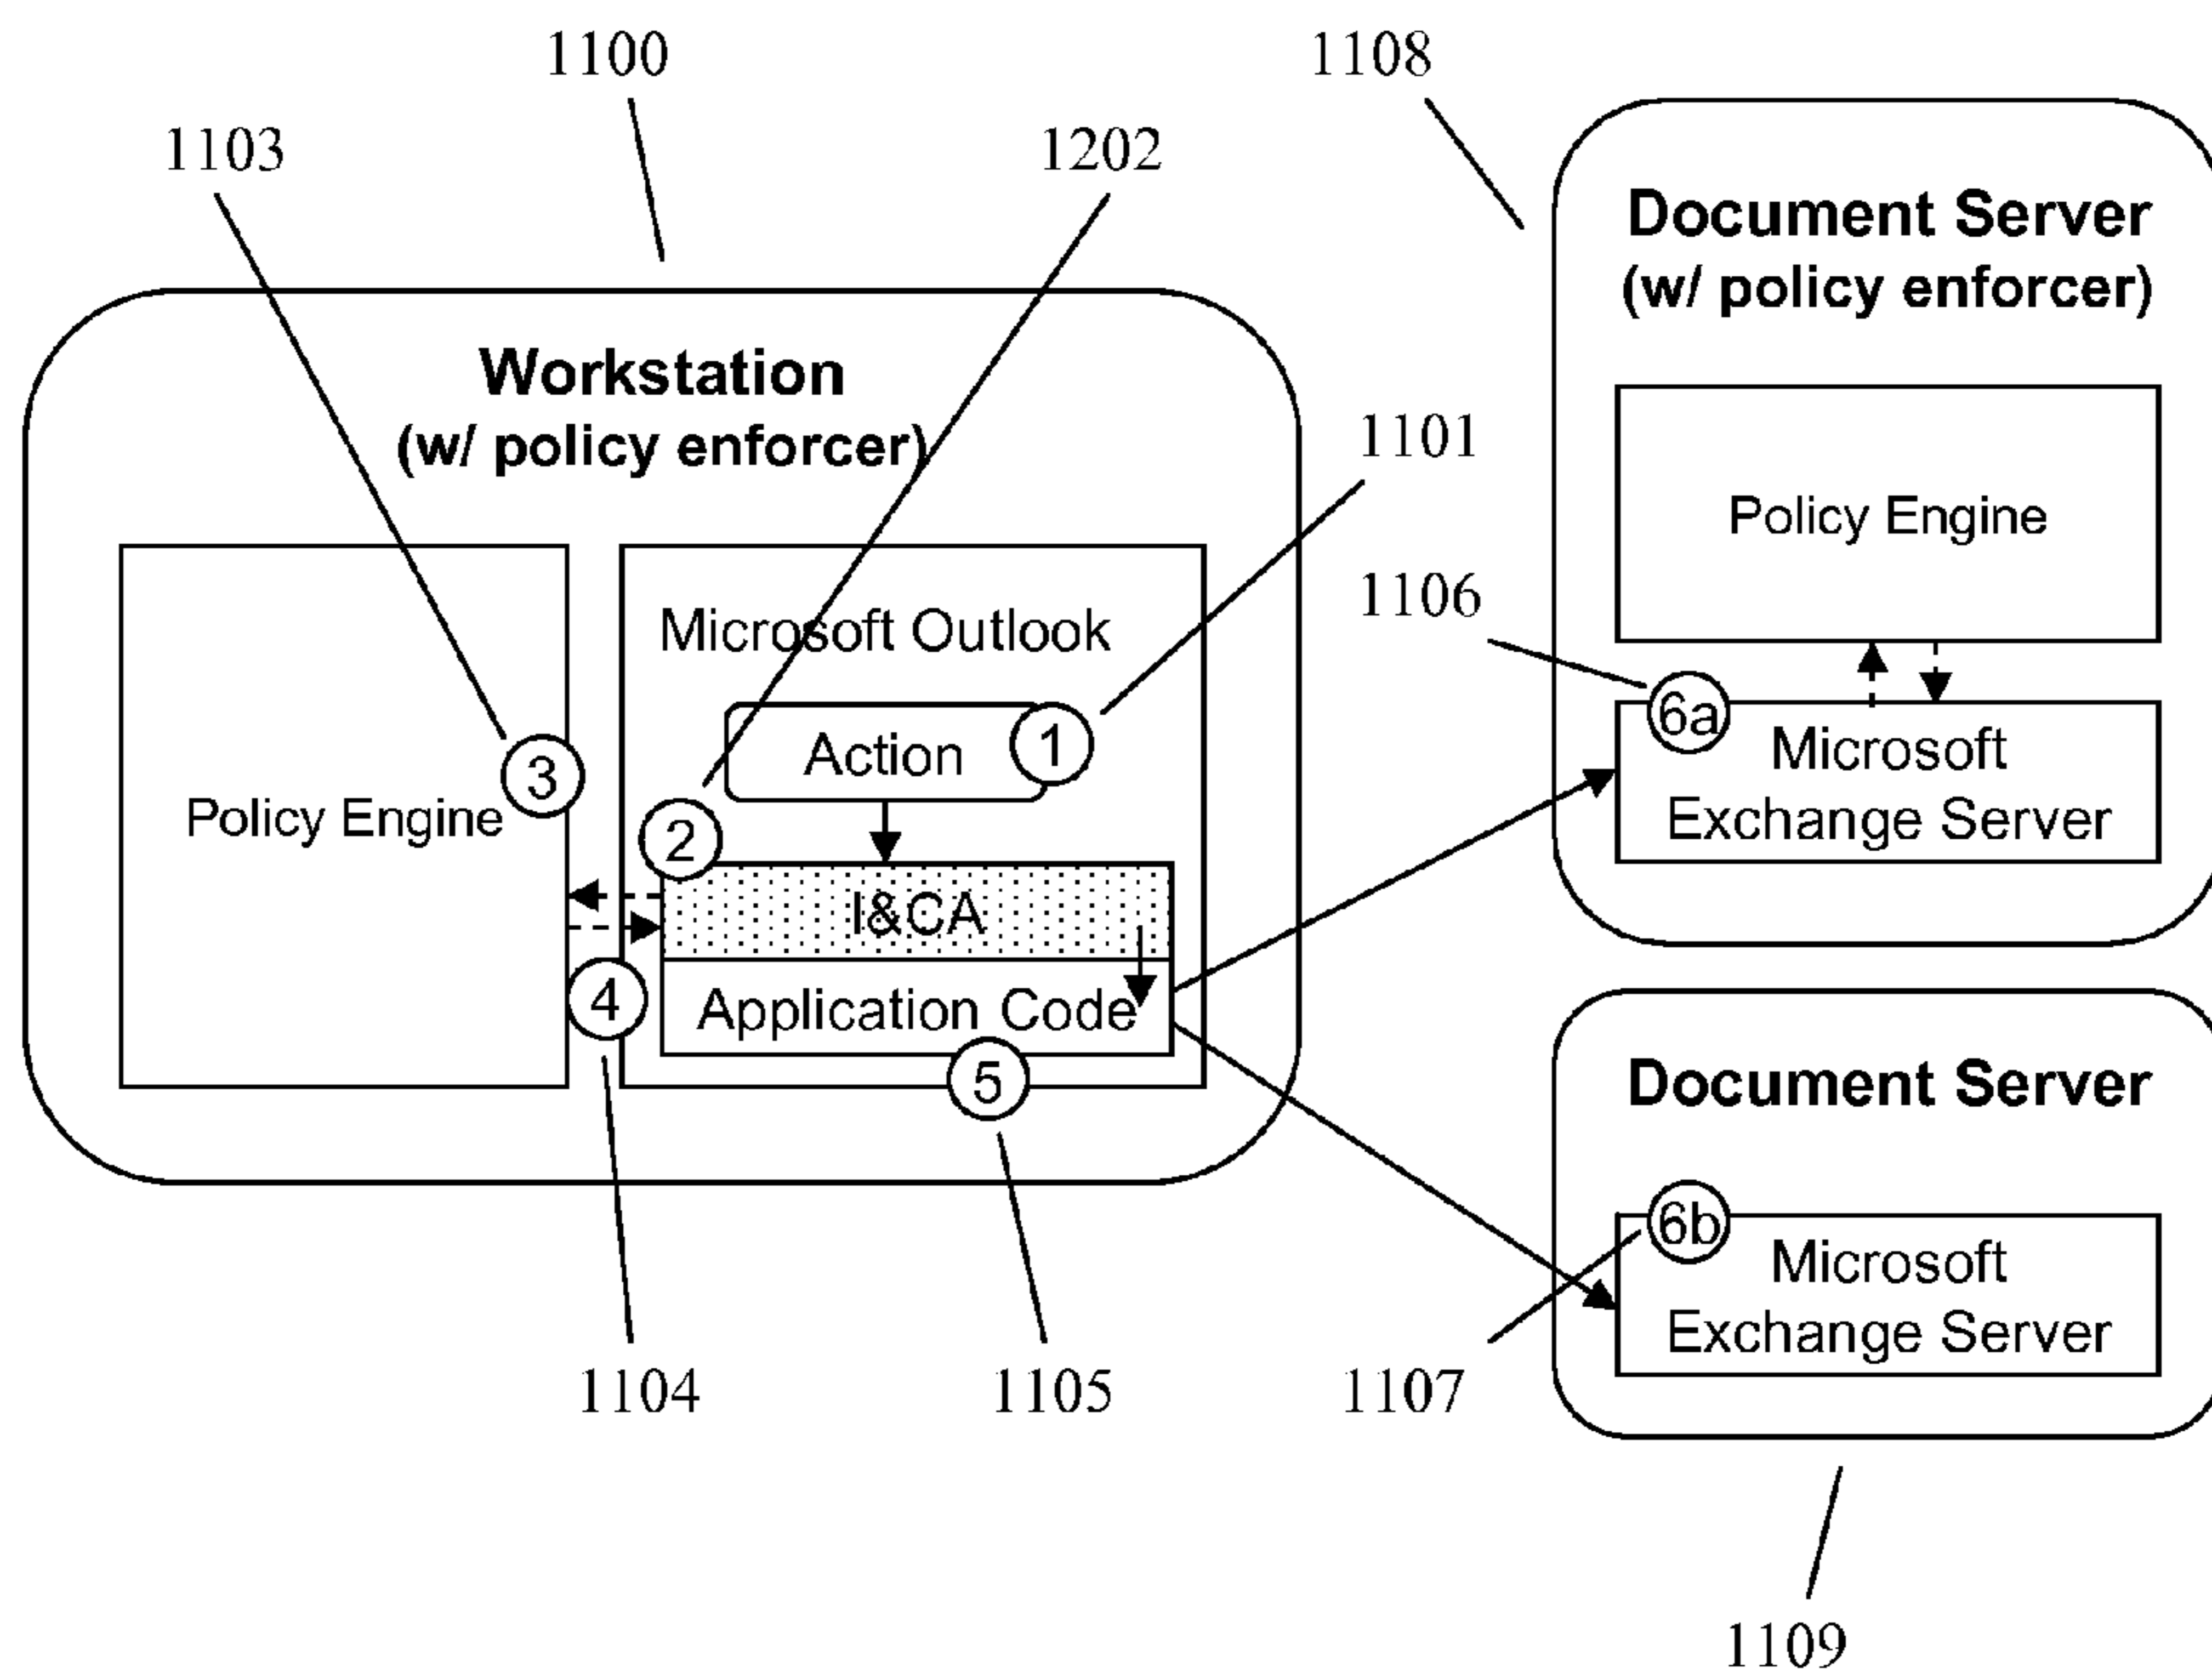 1100
1108
1103
1202
Document Server
(w/ policy enforcer)
Workstation
(w/ policy enforcer)
1101
Policy Engine
1106
Microsoft Outlook
6a
Action
1
Microsoft
Exchange Server
3
Policy Engine
2
I&CA
4
Application Code
5
Document Server
6b
Microsoft
Exchange Server
1104
1105
1107
1109